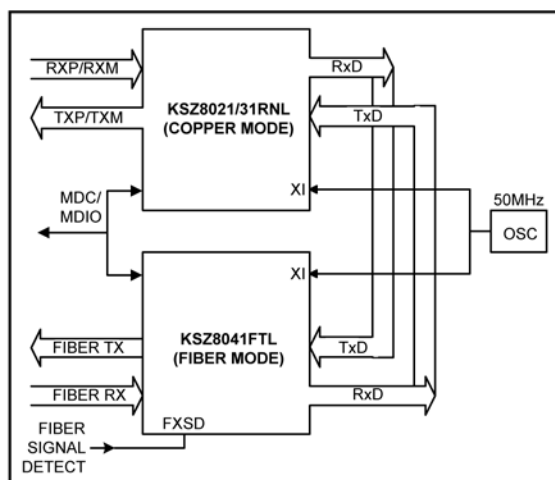 RXP/RXM
KSZ8021/31RNL
(COPPER MODE)
RxD
TXP/TXM
TxD
MDC/
MDIO
XI
50MHz
OSC
XI
KSZ8041FTL
(FIBER MODE)
FIBER TX
TxD
FIBER RX
RxD
FXSD
FIBER
SIGNAL
DETECT